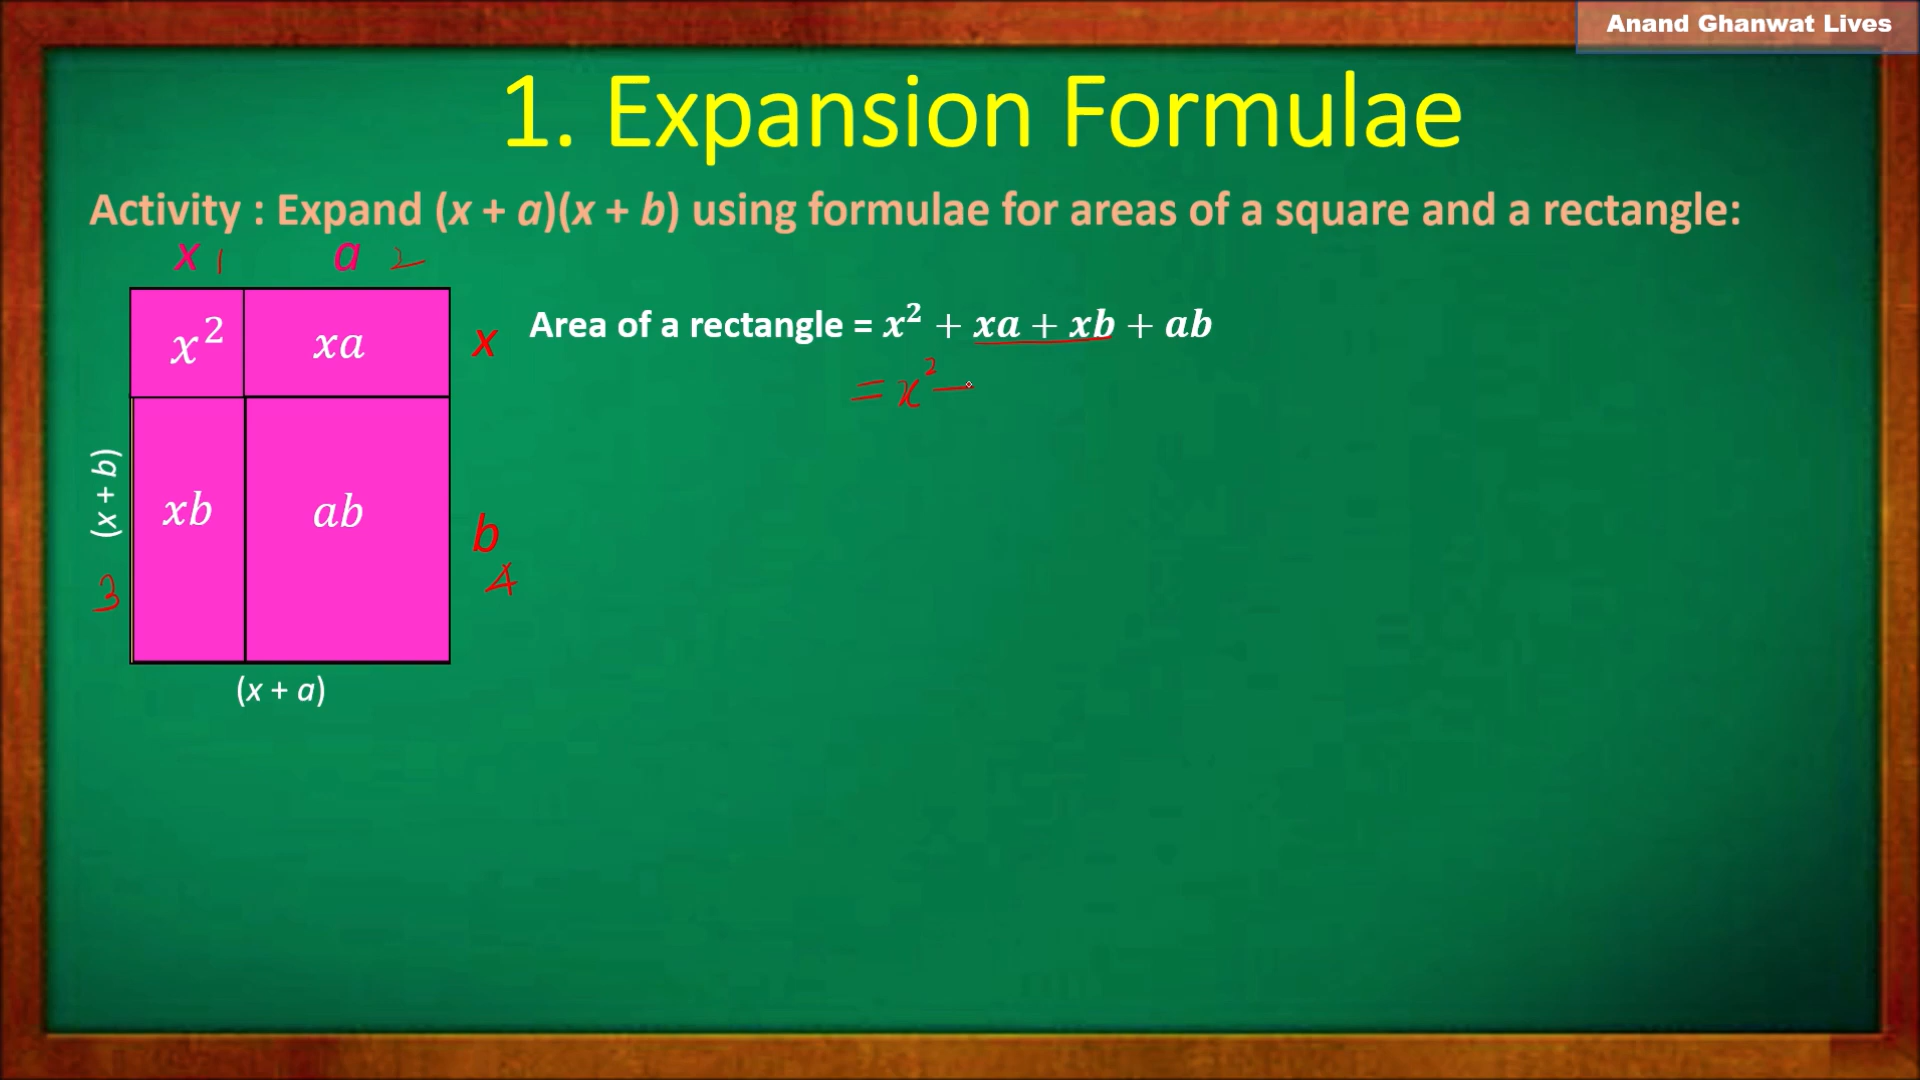 Anand Ghanwat Lives
1. Expansion Formulae
Activity : Expand (x + a)(x + b) using formulae for areas of a square and a rectangle:
x 1 a 2
x² xa x
Area of a rectangle = x² + xa + xb + ab
= x² –
(x + b)
xb ab b
3 4
(x + a)